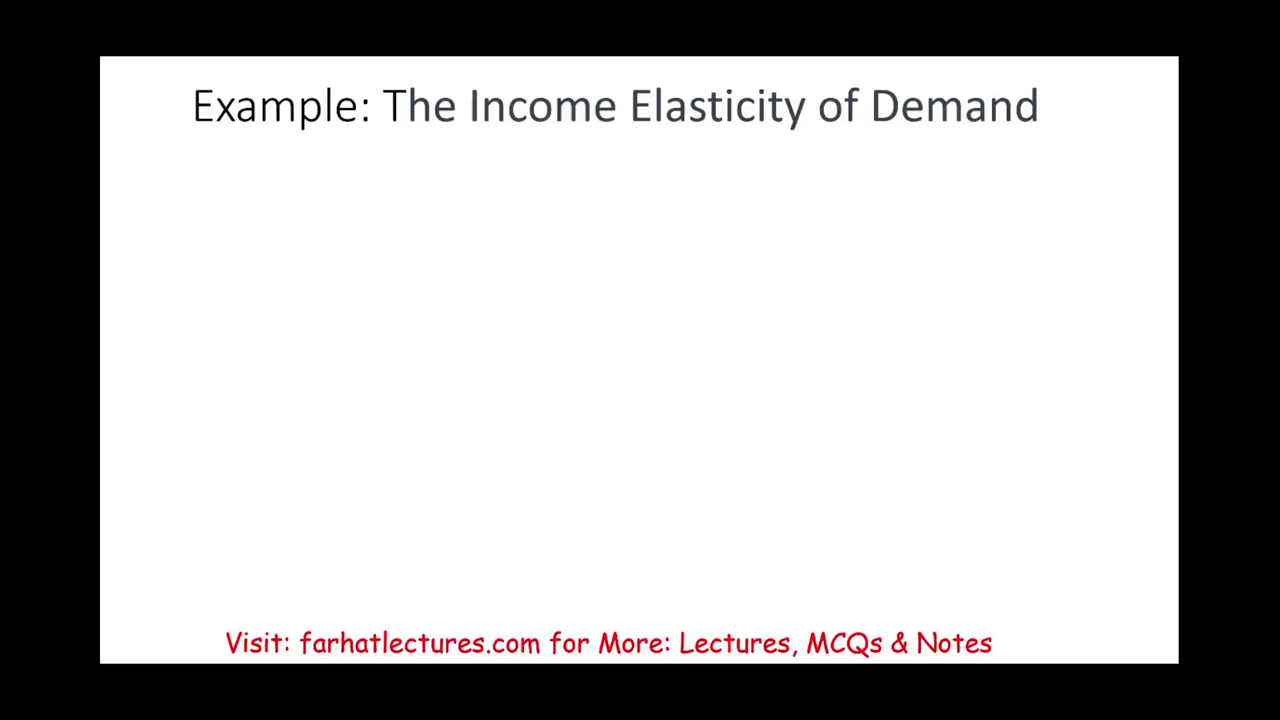 Example: The Income Elasticity of Demand
Visit: farhatlectures.com for More: Lectures, MCQs & Notes